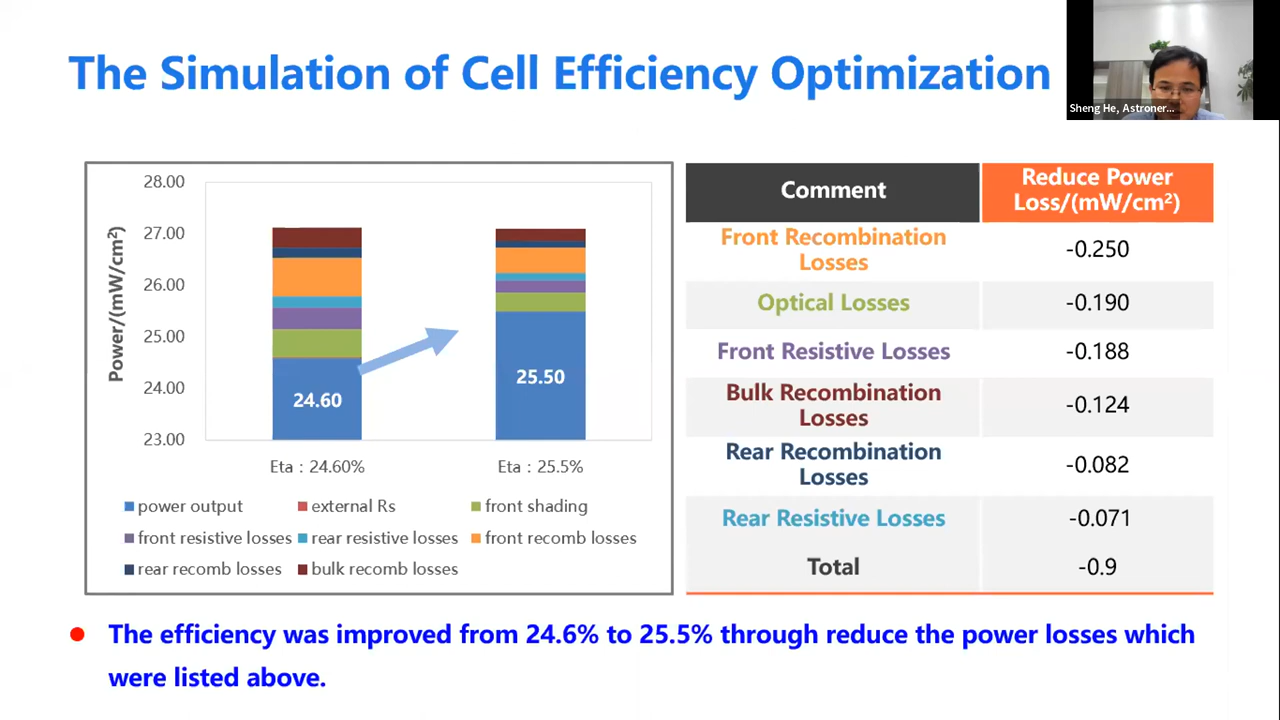 The Simulation of Cell Efficiency Optimization
Sheng He, Astroner...
28.00
27.00
26.00
25.00
24.00
23.00
Power/(mW/cm²)
24.60
25.50
Eta：24.60%
Eta：25.5%
power output
external Rs
front shading
front resistive losses
rear resistive losses
front recomb losses
rear recomb losses
bulk recomb losses
Comment
Reduce Power
Loss/(mW/cm²)
Front Recombination
Losses
-0.250
Optical Losses
-0.190
Front Resistive Losses
-0.188
Bulk Recombination
Losses
-0.124
Rear Recombination
Losses
-0.082
Rear Resistive Losses
-0.071
Total
-0.9
The efficiency was improved from 24.6% to 25.5% through reduce the power losses which
were listed above.